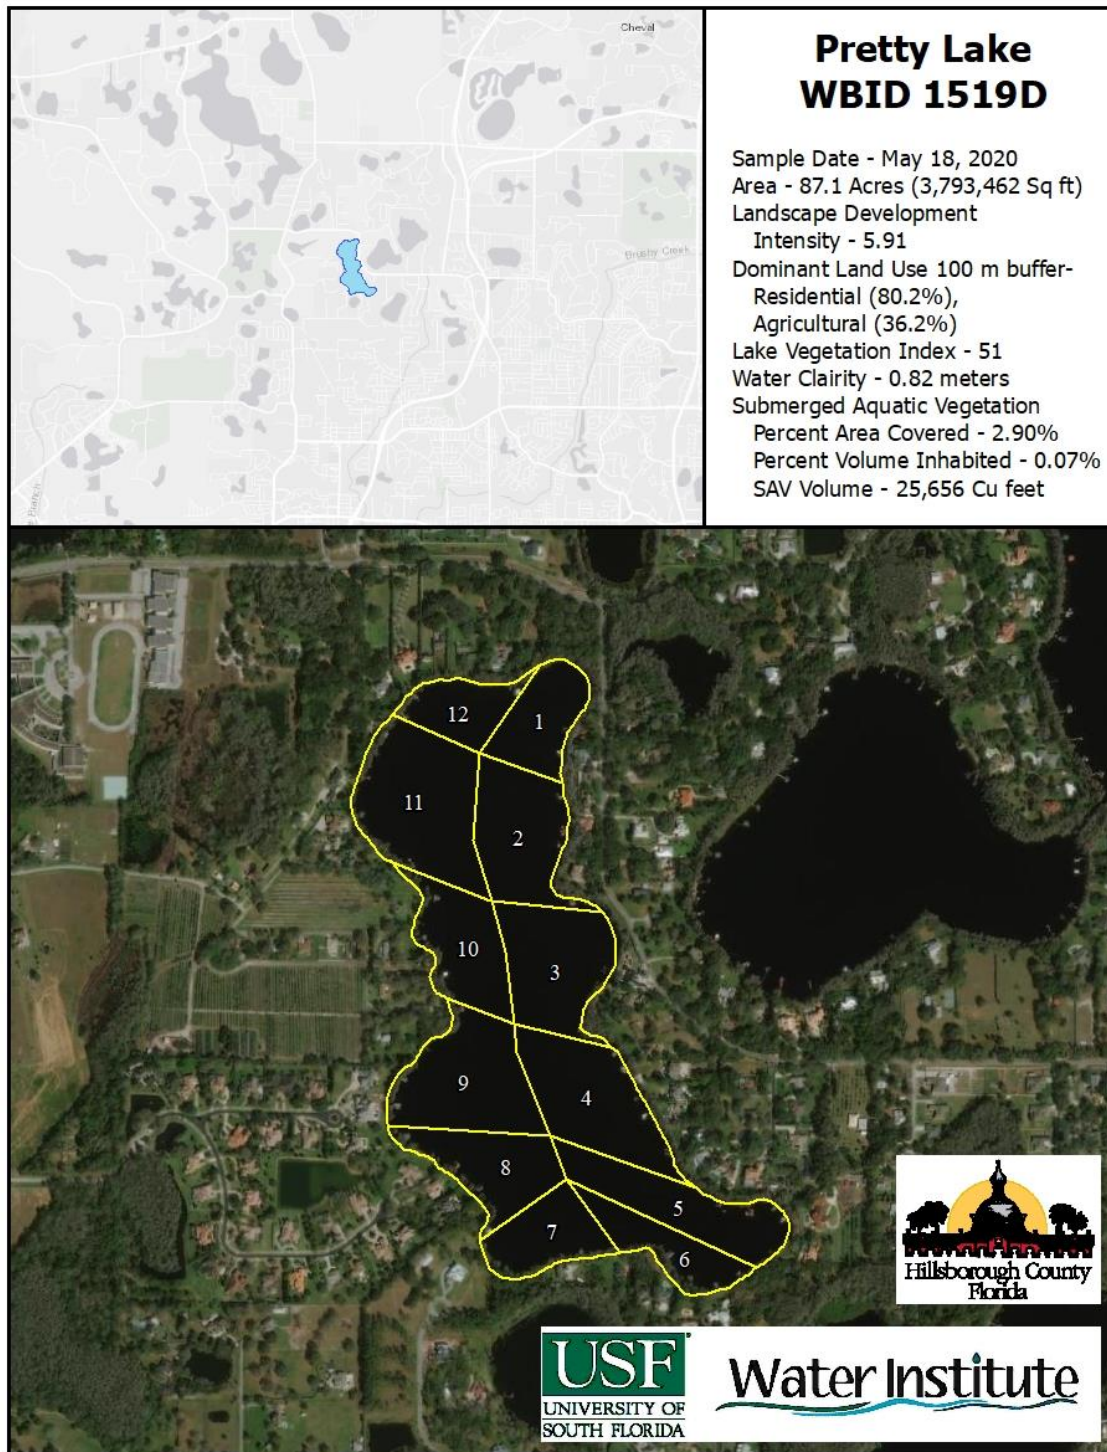 Cheval
Brushy Creek
Pretty Lake
WBID 1519D
Sample Date - May 18, 2020
Area - 87.1 Acres (3,793,462 Sq ft)
Landscape Development
Intensity - 5.91
Dominant Land Use 100 m buffer-
Residential (80.2%),
Agricultural (36.2%)
Lake Vegetation Index - 51
Water Clairity - 0.82 meters
Submerged Aquatic Vegetation
Percent Area Covered - 2.90%
Percent Volume Inhabited - 0.07%
SAV Volume - 25,656 Cu feet
12
1
11
2
10
3
9
4
8
5
7
6
Hillsborough County
Florida
USF
UNIVERSITY OF
SOUTH FLORIDA
Water Institute